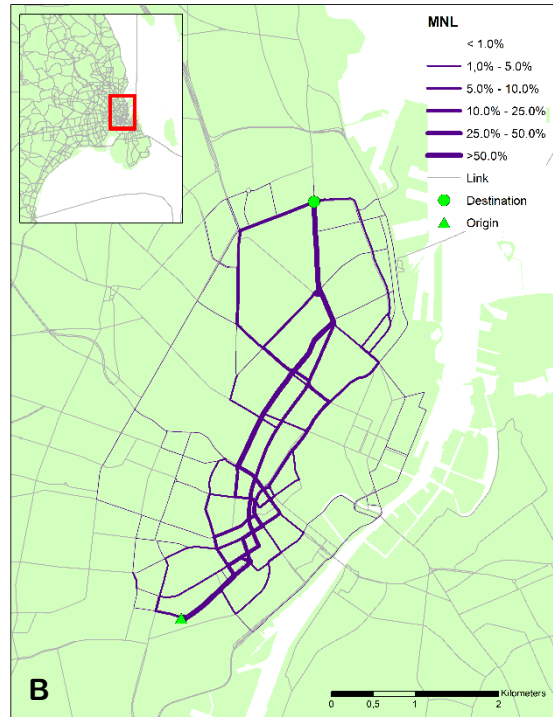 MNL
< 1.0%
1,0% - 5.0%
5.0% - 10.0%
10.0% - 25.0%
25.0% - 50.0%
>50.0%
Link
Destination
Origin
B
Kilometers
0 0,5 1 2